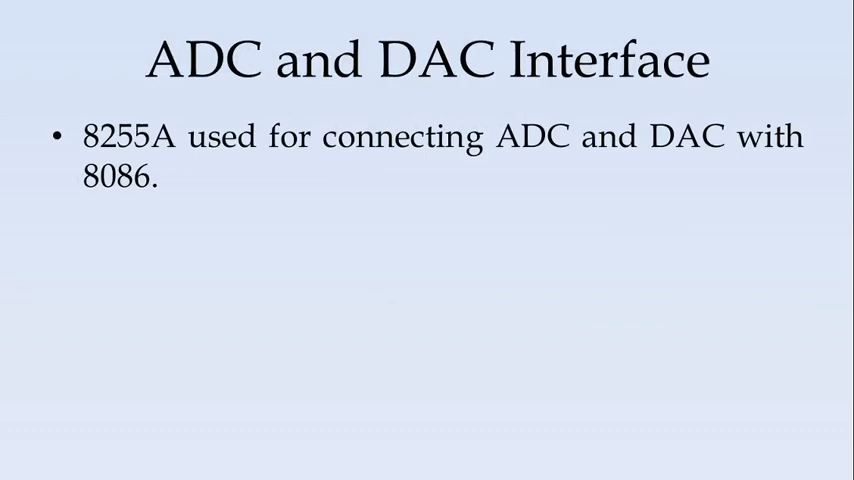 ADC and DAC Interface
• 8255A used for connecting ADC and DAC with
8086.